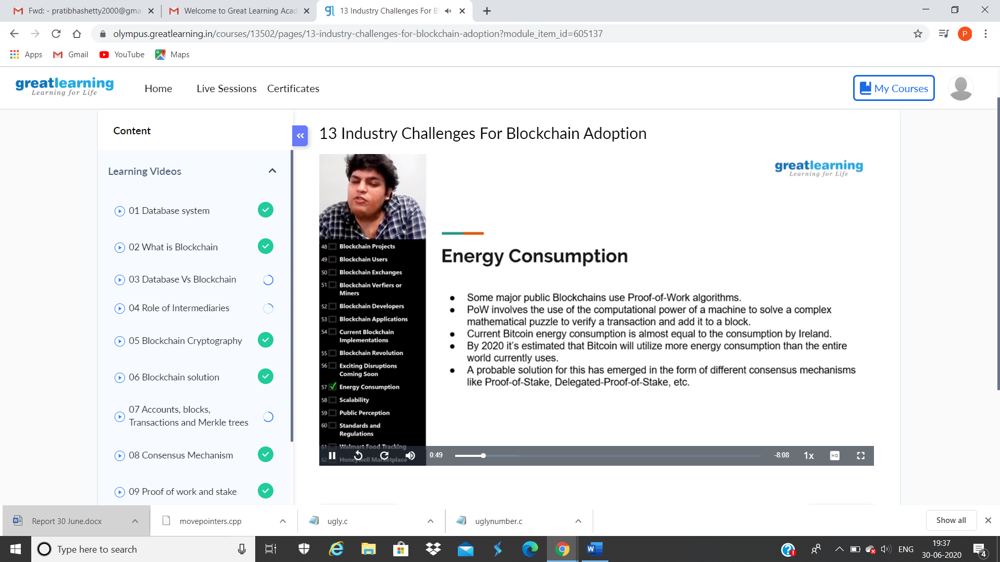 Fwd: - pratibhashetty2000@gma
Welcome to Great Learning Acad
13 Industry Challenges For B
olympus.greatlearning.in/courses/13502/pages/13-industry-challenges-for-blockchain-adoption?module_item_id=605137
P
Apps
Gmail
YouTube
Maps
greatlearning
Learning for Life
Home
Live Sessions
Certificates
My Courses
Content
Learning Videos
01 Database system
02 What is Blockchain
03 Database Vs Blockchain
04 Role of Intermediaries
05 Blockchain Cryptography
06 Blockchain solution
07 Accounts, blocks,
Transactions and Merkle trees
08 Consensus Mechanism
09 Proof of work and stake
13 Industry Challenges For Blockchain Adoption
greatlearning
Learning for Life
48 Blockchain Projects
49 Blockchain Users
50 Blockchain Exchanges
51 Blockchain Verfiers or
Miners
52 Blockchain Developers
53 Blockchain Applications
54 Current Blockchain
Implementations
55 Blockchain Revolution
56 Exciting Disruptions
Coming Soon
57 Energy Consumption
58 Scalability
59 Public Perception
60 Standards and
Regulations
61 Walmart Food Tracking
62 Honeywell Marketplace
Energy Consumption
● Some major public Blockchains use Proof-of-Work algorithms.
● PoW involves the use of the computational power of a machine to solve a complex
mathematical puzzle to verify a transaction and add it to a block.
● Current Bitcoin energy consumption is almost equal to the consumption by Ireland.
● By 2020 it's estimated that Bitcoin will utilize more energy consumption than the entire
world currently uses.
● A probable solution for this has emerged in the form of different consensus mechanisms
like Proof-of-Stake, Delegated-Proof-of-Stake, etc.
0:49
-8:08
1x
HD
Report 30 June.docx
movepointers.cpp
ugly.c
uglynumber.c
Show all
Type here to search
ENG
19:37
30-06-2020
4